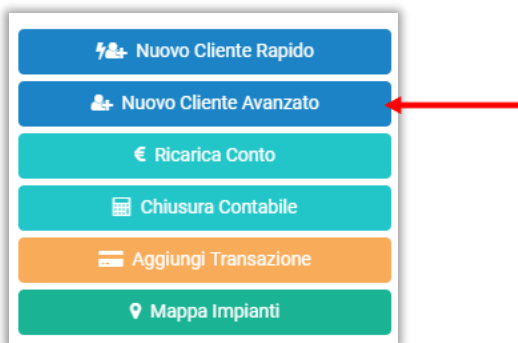 Nuovo Cliente Rapido
Nuovo Cliente Avanzato
€ Ricarica Conto
Chiusura Contabile
Aggiungi Transazione
Mappa Impianti